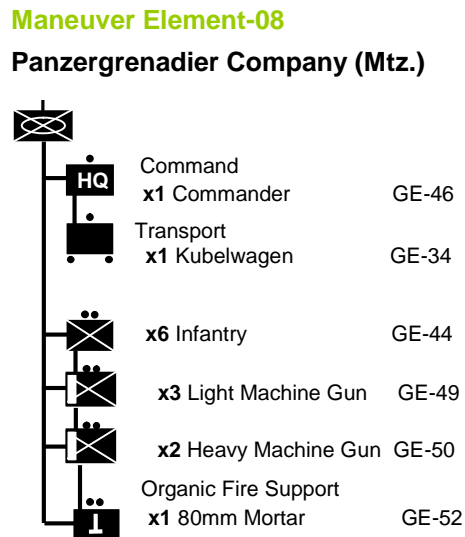 Maneuver Element-08
Panzergrenadier Company (Mtz.)
HQ
Command
x1 Commander GE-46
Transport
x1 Kubelwagen GE-34
x6 Infantry GE-44
x3 Light Machine Gun GE-49
x2 Heavy Machine Gun GE-50
Organic Fire Support
x1 80mm Mortar GE-52